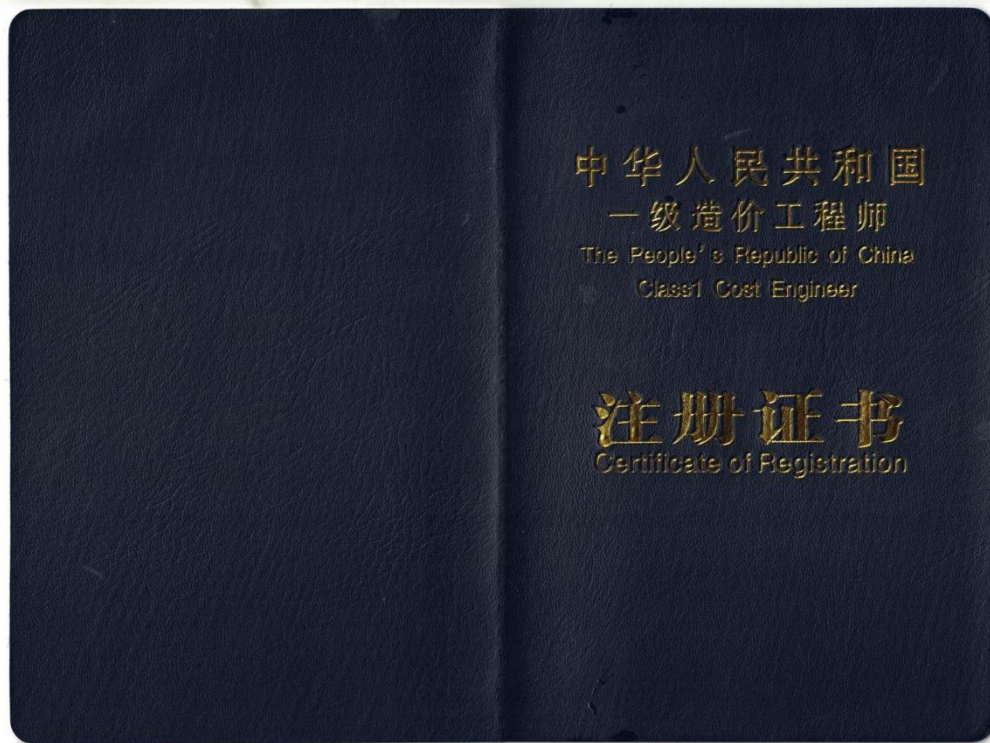 中华人民共和国
一级造价工程师
The People's Republic of China
Class1 Cost Engineer
注册证书
Certificate of Registration